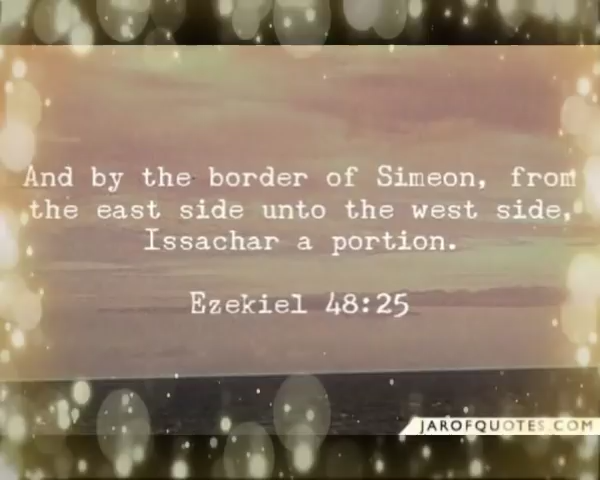 And by the border of Simeon, from
the east side unto the west side,
Issachar a portion.
Ezekiel 48:25
JAROFQUOTES.COM